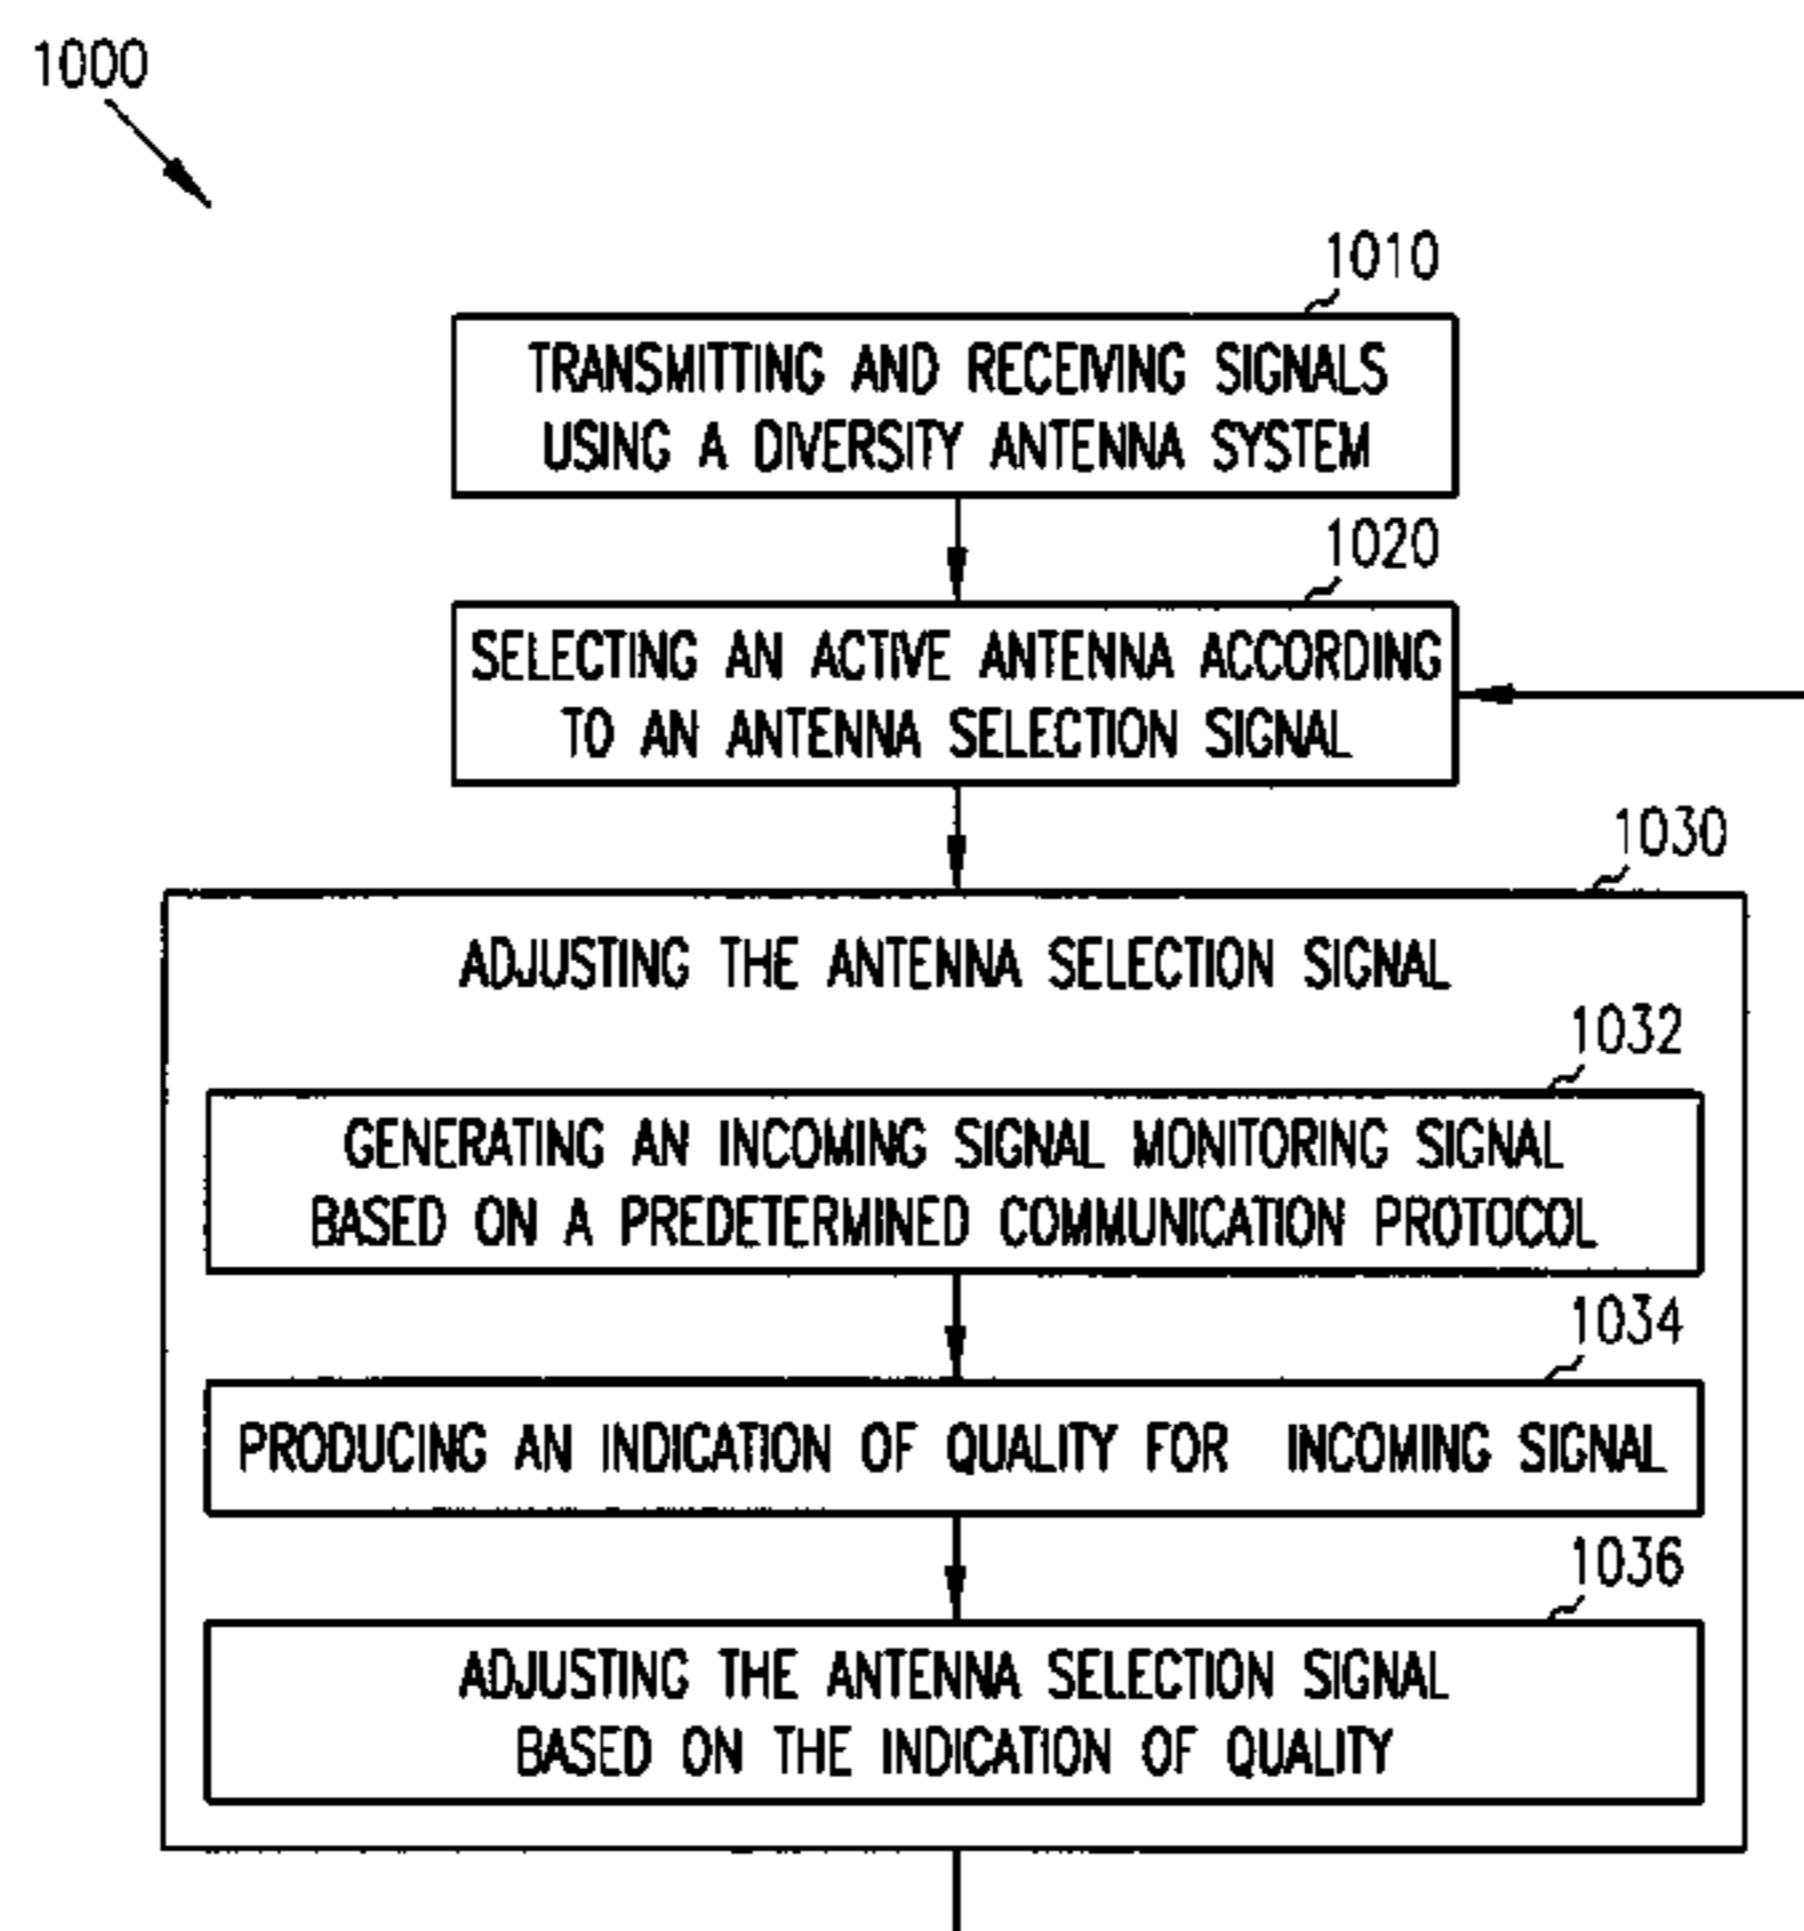 1000
1010
TRANSMITTING AND RECEIVING SIGNALS
USING A DIVERSITY ANTENNA SYSTEM
1020
SELECTING AN ACTIVE ANTENNA ACCORDING
TO AN ANTENNA SELECTION SIGNAL
1030
ADJUSTING THE ANTENNA SELECTION SIGNAL
1032
GENERATING AN INCOMING SIGNAL MONITORING SIGNAL
BASED ON A PREDETERMINED COMMUNICATION PROTOCOL
1034
PRODUCING AN INDICATION OF QUALITY FOR INCOMING SIGNAL
1036
ADJUSTING THE ANTENNA SELECTION SIGNAL
BASED ON THE INDICATION OF QUALITY